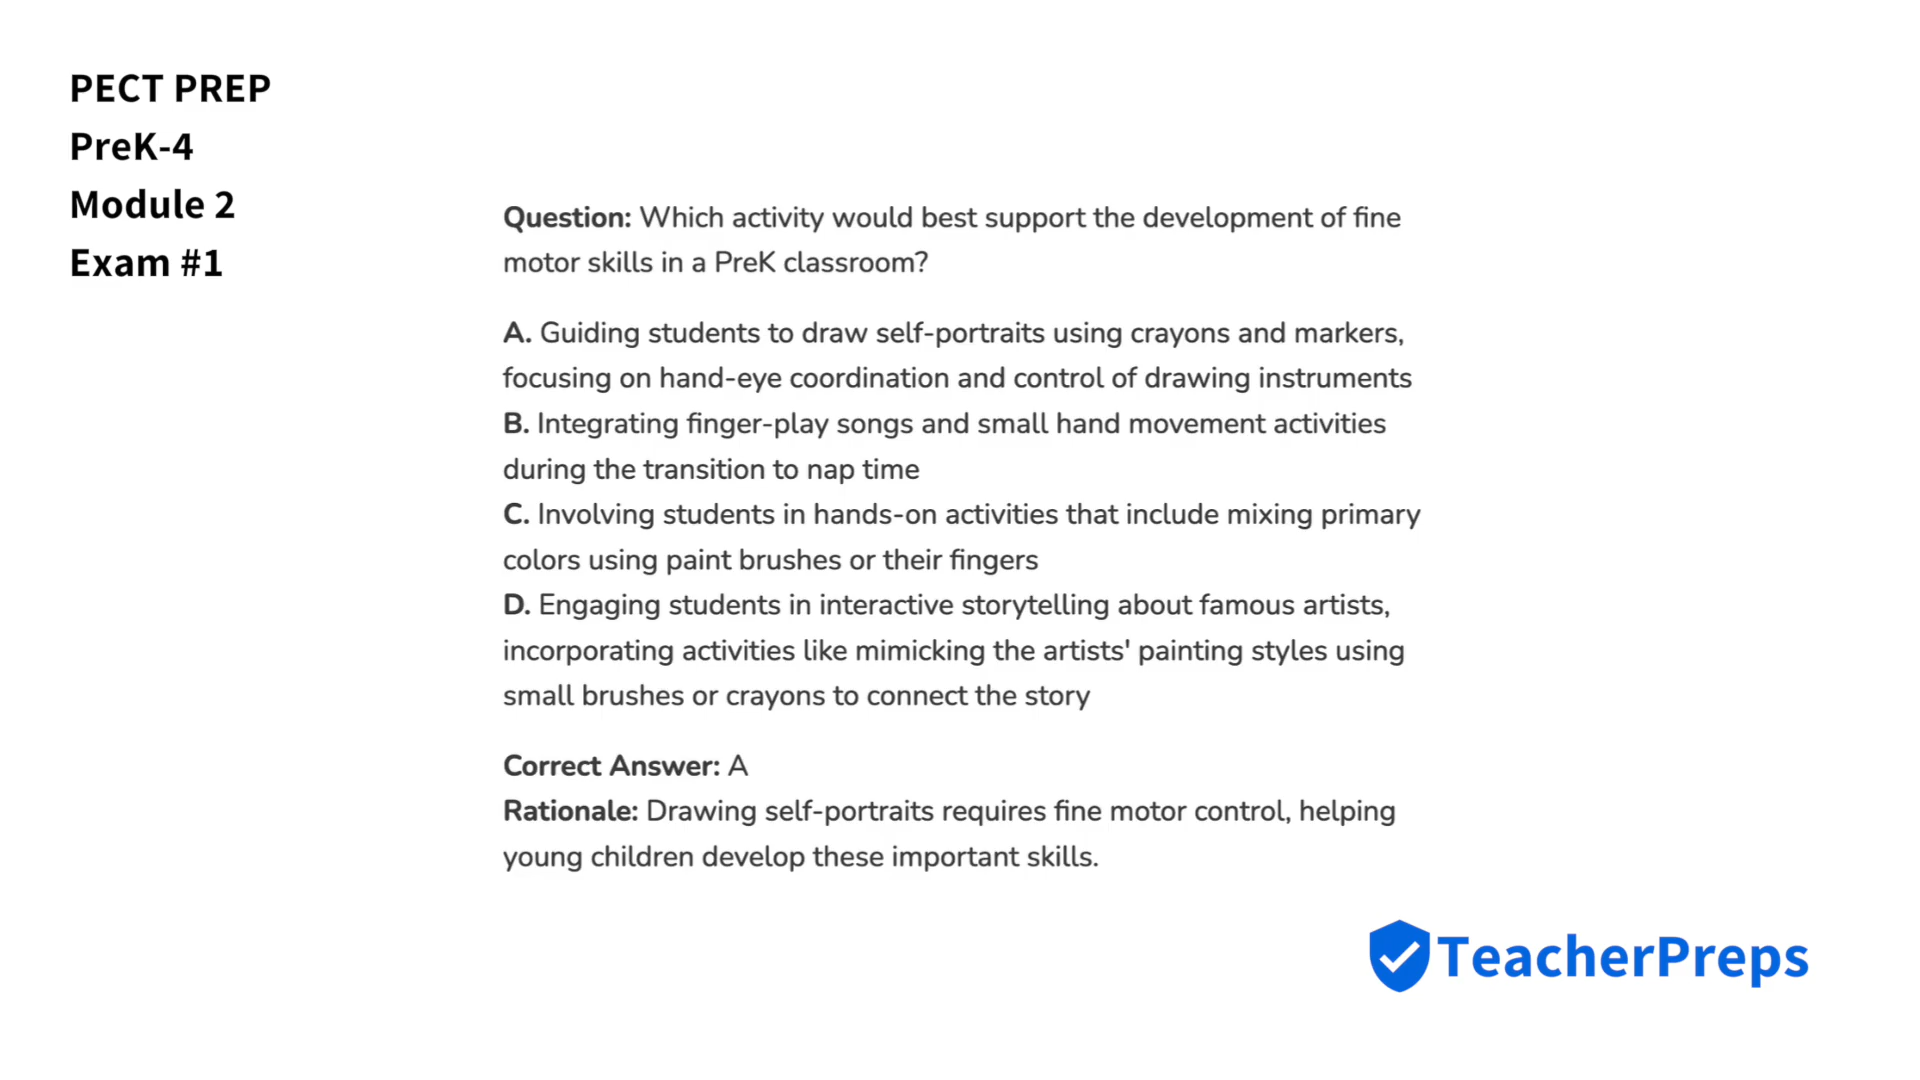 PECT PREP
PreK-4
Module 2
Exam #1
Question: Which activity would best support the development of fine
motor skills in a PreK classroom?
A. Guiding students to draw self-portraits using crayons and markers,
focusing on hand-eye coordination and control of drawing instruments
B. Integrating finger-play songs and small hand movement activities
during the transition to nap time
C. Involving students in hands-on activities that include mixing primary
colors using paint brushes or their fingers
D. Engaging students in interactive storytelling about famous artists,
incorporating activities like mimicking the artists' painting styles using
small brushes or crayons to connect the story
Correct Answer: A
Rationale: Drawing self-portraits requires fine motor control, helping
young children develop these important skills.
TeacherPreps